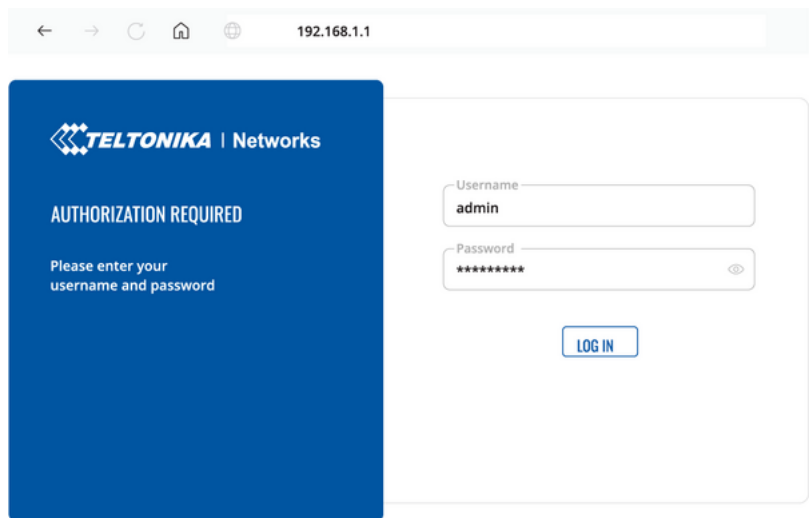 192.168.1.1
TELTONIKA | Networks
AUTHORIZATION REQUIRED
Please enter your
username and password
Username
admin
Password
*********
LOG IN